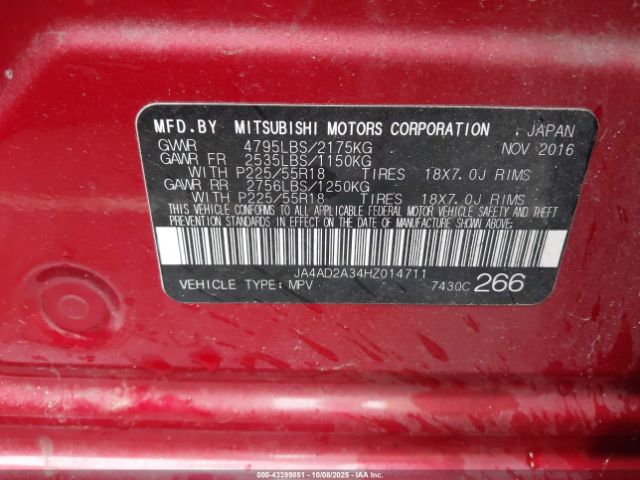 MFD.BY MITSUBISHI MOTORS CORPORATION , JAPAN
GVWR 4795LBS/2175KG NOV 2016
GAWR FR 2535LBS/1150KG
WITH P225/55R18 TIRES 18X7.0J RIMS
GAWR RR 2756LBS/1250KG
WITH P225/55R18 TIRES 18X7.0J RIMS
THIS VEHICLE CONFORMS TO ALL APPLICABLE FEDERAL MOTOR VEHICLE SAFETY AND THEFT
PREVENTION STANDARDS IN EFFECT ON THE DATE OF MANUFACTURE SHOWN ABOVE.
JA4AD2A34HZ014711
VEHICLE TYPE: MPV 7430C 266
000-43399851 10/08/2025 IAAI.COM